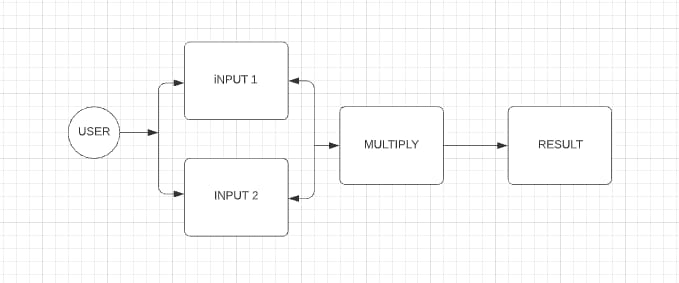 USER
iNPUT 1
INPUT 2
MULTIPLY
RESULT